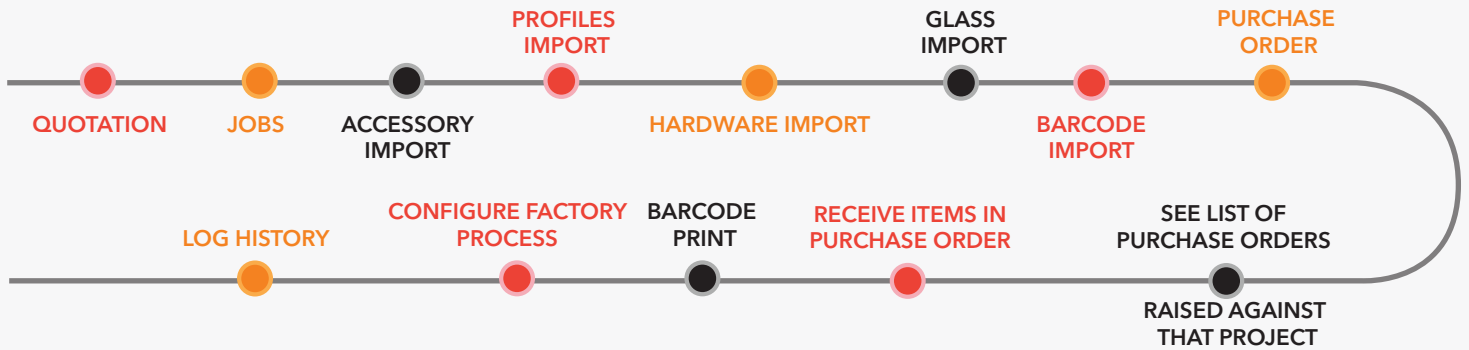 QUOTATION
JOBS
ACCESSORY
IMPORT
PROFILES
IMPORT
HARDWARE IMPORT
GLASS
IMPORT
BARCODE
IMPORT
PURCHASE
ORDER
SEE LIST OF
PURCHASE ORDERS
RAISED AGAINST
THAT PROJECT
RECEIVE ITEMS IN
PURCHASE ORDER
BARCODE
PRINT
CONFIGURE FACTORY
PROCESS
LOG HISTORY